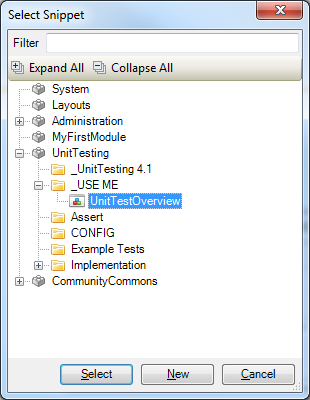 Select Snippet
Filter
Expand All Collapse All
System
Layouts
Administration
MyFirstModule
UnitTesting
_UnitTesting 4.1
_USE ME
UnitTestOverview
Assert
CONFIG
Example Tests
Implementation
CommunityCommons
Select New Cancel